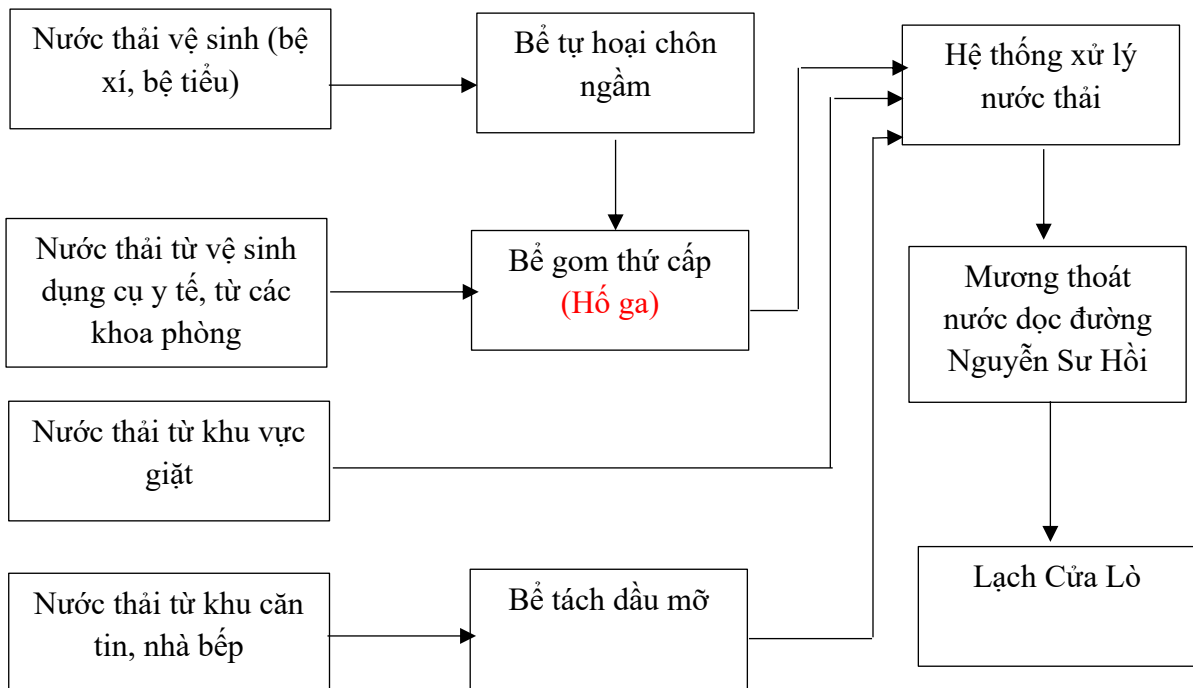 Nước thải vệ sinh (bệ
xí, bệ tiểu)
Bể tự hoại chôn
ngầm
Hệ thống xử lý
nước thải
Nước thải từ vệ sinh
dụng cụ y tế, từ các
khoa phòng
Bể gom thứ cấp
(Hố ga)
Mương thoát
nước dọc đường
Nguyễn Sư Hồi
Nước thải từ khu vực
giặt
Nước thải từ khu căn
tin, nhà bếp
Bể tách dầu mỡ
Lạch Cửa Lò